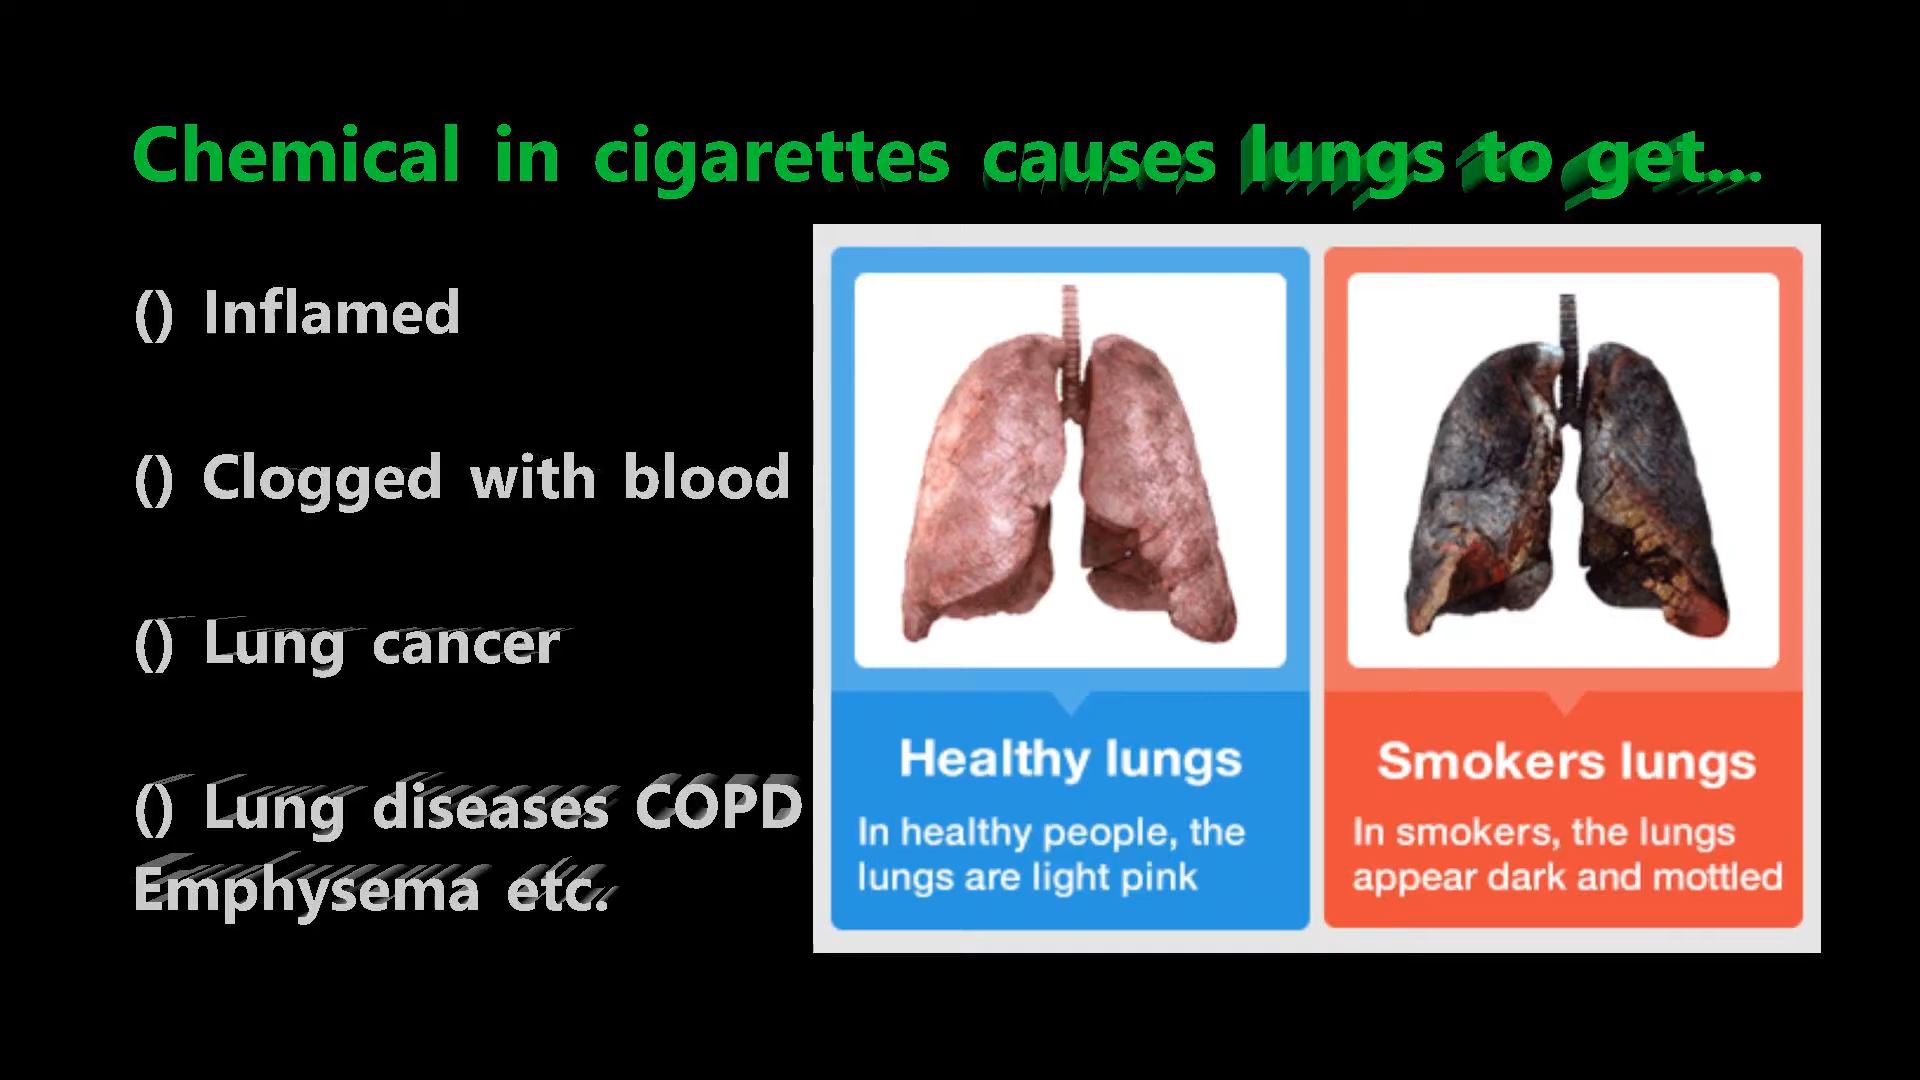 Chemical in cigarettes causes lungs to get...
() Inflamed
() Clogged with blood
() Lung cancer
() Lung diseases COPD
Emphysema etc.
Healthy lungs
In healthy people, the
lungs are light pink
Smokers lungs
In smokers, the lungs
appear dark and mottled